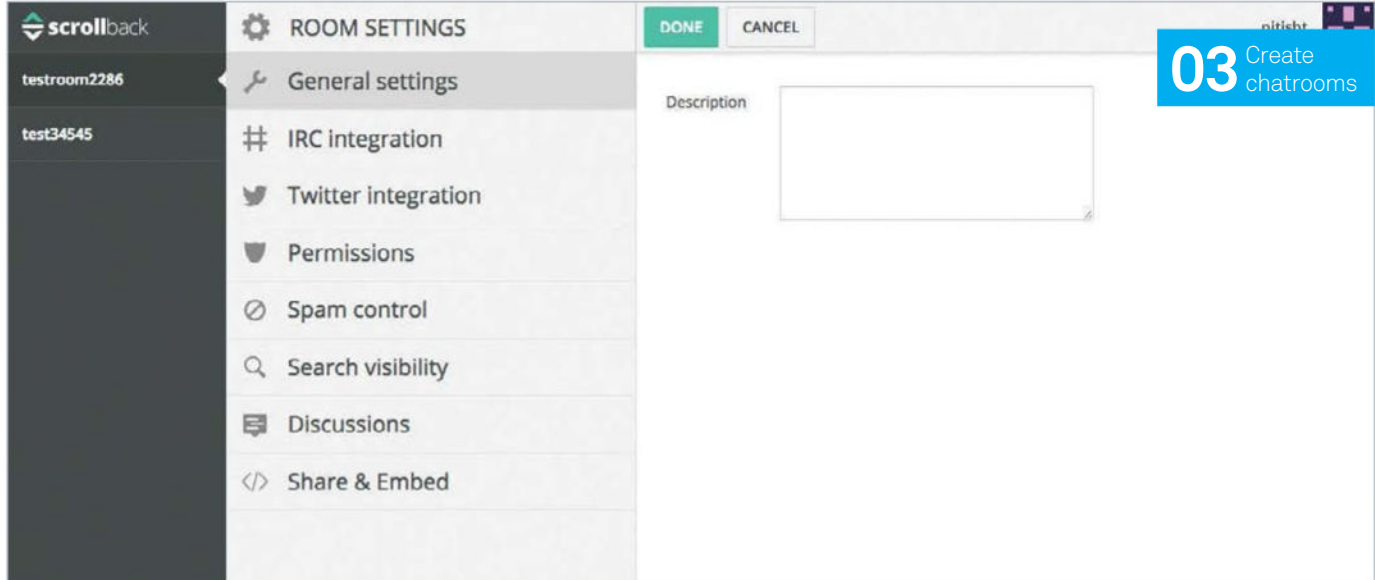 scrollback
testroom2286
test34545
ROOM SETTINGS
General settings
IRC integration
Twitter integration
Permissions
Spam control
Search visibility
Discussions
Share & Embed
DONE
CANCEL
nitisht
03 Create
chatrooms
Description